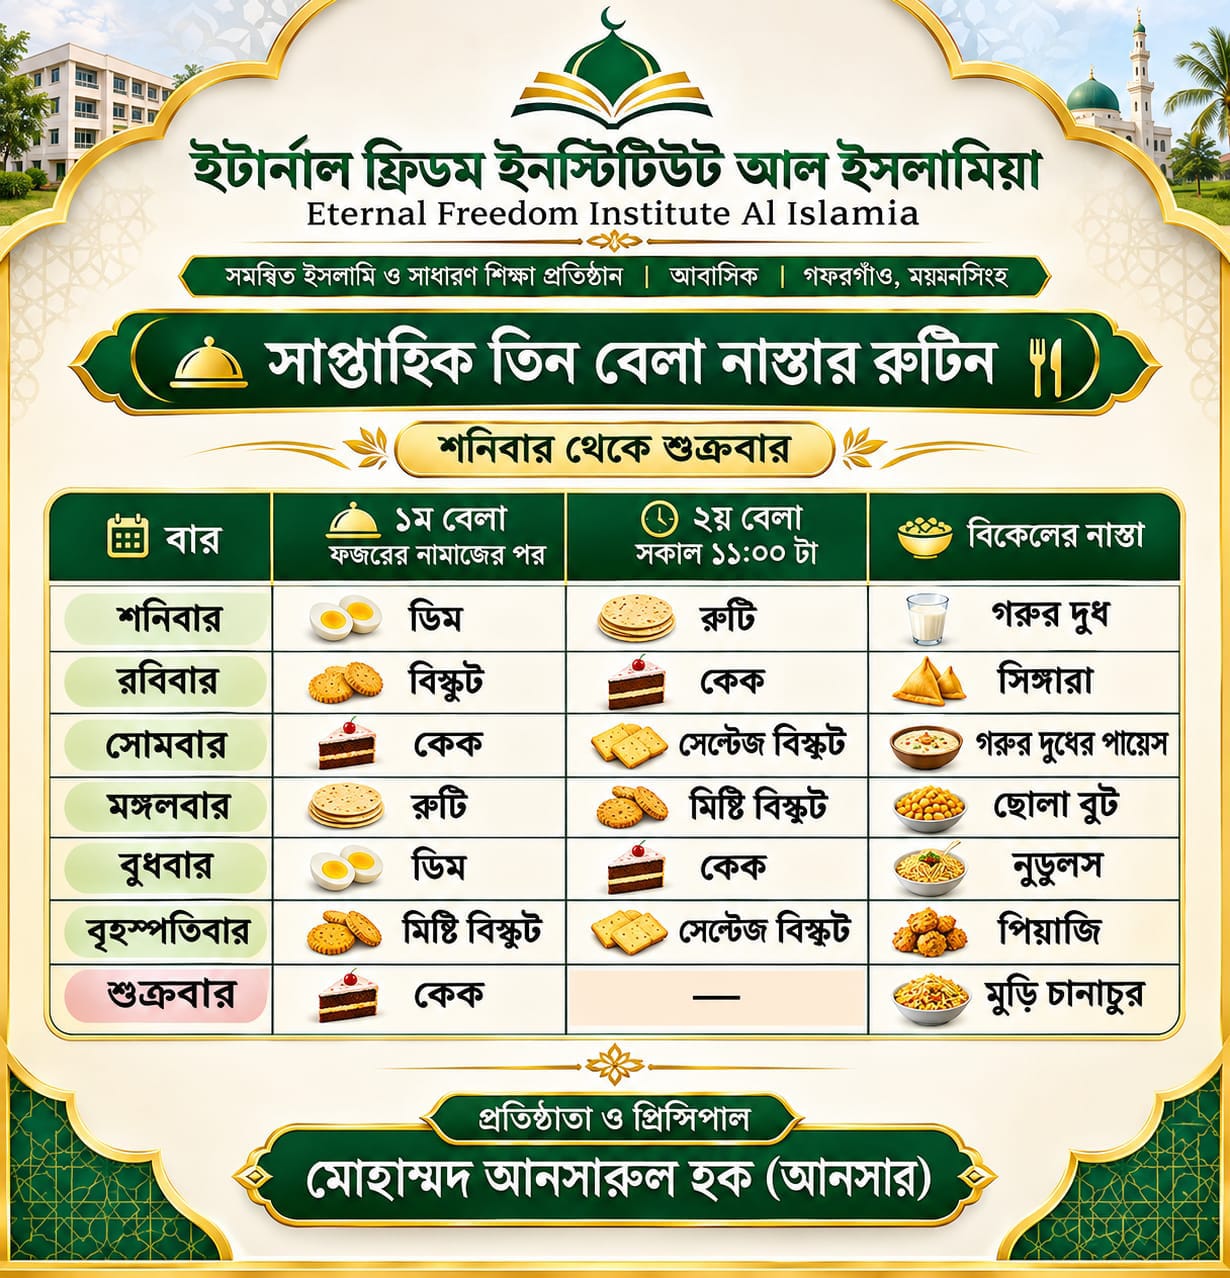 ইটার্নাল ফ্রিডম ইনস্টিটিউট আল ইসলামিয়া
Eternal Freedom Institute Al Islamia
সমন্বিত ইসলামি ও সাধারণ শিক্ষা প্রতিষ্ঠান | আবাসিক | গফরগাঁও, ময়মনসিংহ
সাপ্তাহিক তিন বেলা নাস্তার রুটিন
শনিবার থেকে শুক্রবার
বার ১ম বেলা ২য় বেলা বিকেলের নাস্তা
ফজরের নামাজের পর সকাল ১১:০০ টা
শনিবার ডিম রুটি গরুর দুধ
রবিবার বিস্কুট কেক সিঙ্গারা
সোমবার কেক সেল্টেজ বিস্কুট গরুর দুধের পায়েস
মঙ্গলবার রুটি মিষ্টি বিস্কুট ছোলা বুট
বুধবার ডিম কেক নুডুলস
বৃহস্পতিবার মিষ্টি বিস্কুট সেল্টেজ বিস্কুট পিয়াজি
শুক্রবার কেক — মুড়ি চানাচুর
প্রতিষ্ঠাতা ও প্রিন্সিপাল
মোহাম্মদ আনসারুল হক (আনসার)